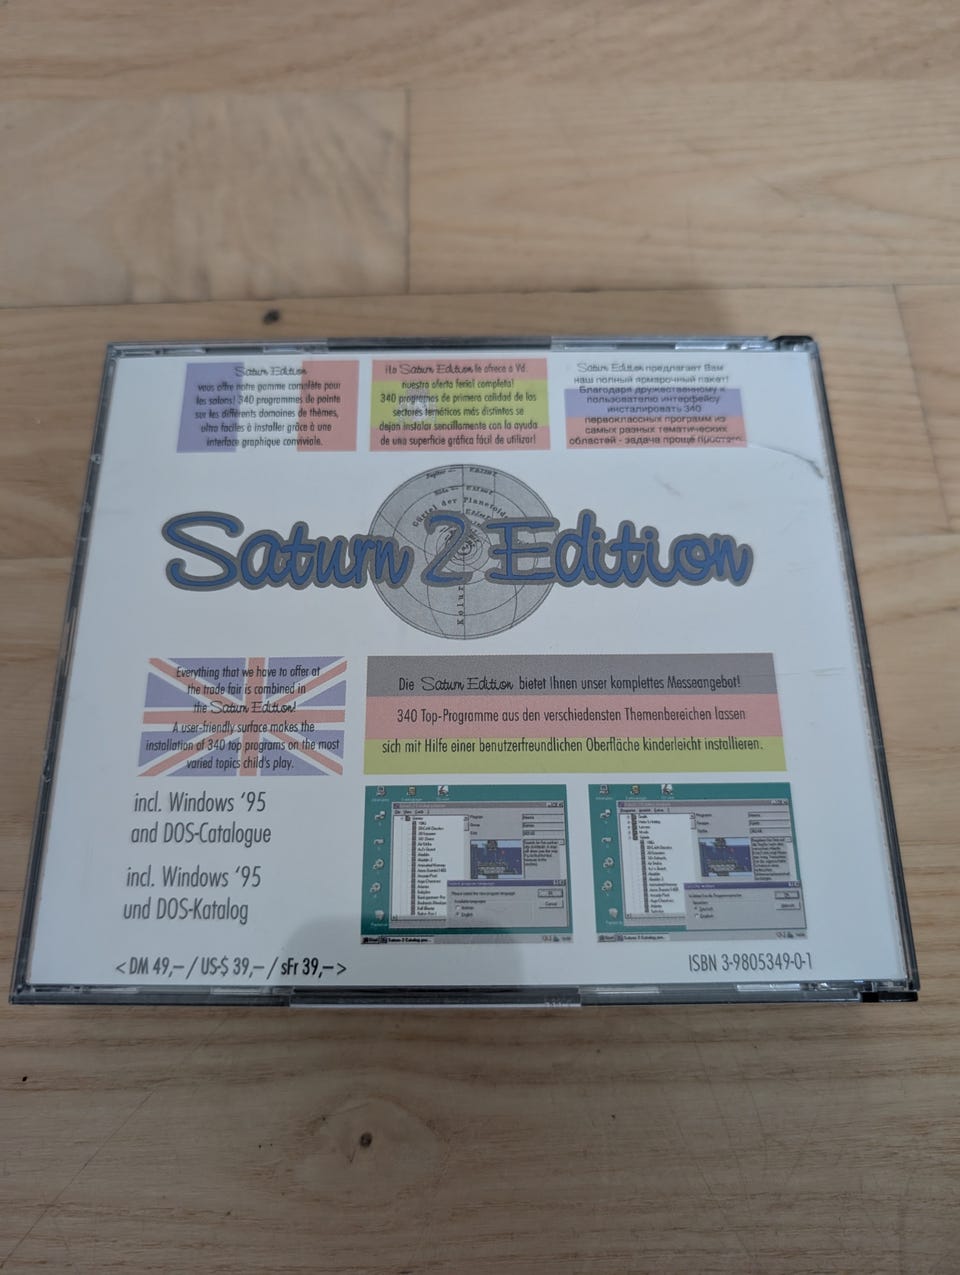 Saturn Edition
vous offre notre gamme complète pour
les salons! 340 programmes de pointe
sur les différents domaines de thèmes,
ultra faciles à installer grâce à une
interface graphique conviviale.
¡La Saturn Edition le ofrece a Vd.
nuestra oferta ferial completa!
340 programas de primera calidad de los
sectores temáticos más distintos se
dejan instalar sencillamente con la ayuda
de una superficie gráfica fácil de utilizar!
Saturn Edition предлагает Вам
наш полный ярмарочный пакет!
Благодаря дружественному к
пользователю интерфейсу
инсталировать 340
первоклассных программ из
самых разных тематических
областей - задача проще простого
Gürtel der Planetoiden
Saturn 2 Edition
Everything that we have to offer at
the trade fair is combined in
the Saturn Edition!
A user-friendly surface makes the
installation of 340 top programs on the most
varied topics child's play.
Die Saturn Edition bietet Ihnen unser komplettes Messeangebot!
340 Top-Programme aus den verschiedensten Themenbereichen lassen
sich mit Hilfe einer benutzerfreundlichen Oberfläche kinderleicht installieren.
incl. Windows '95
and DOS-Catalogue
incl. Windows '95
und DOS-Katalog
<DM 49,– / US-$ 39,– / sFr 39,–>
ISBN 3-9805349-0-1